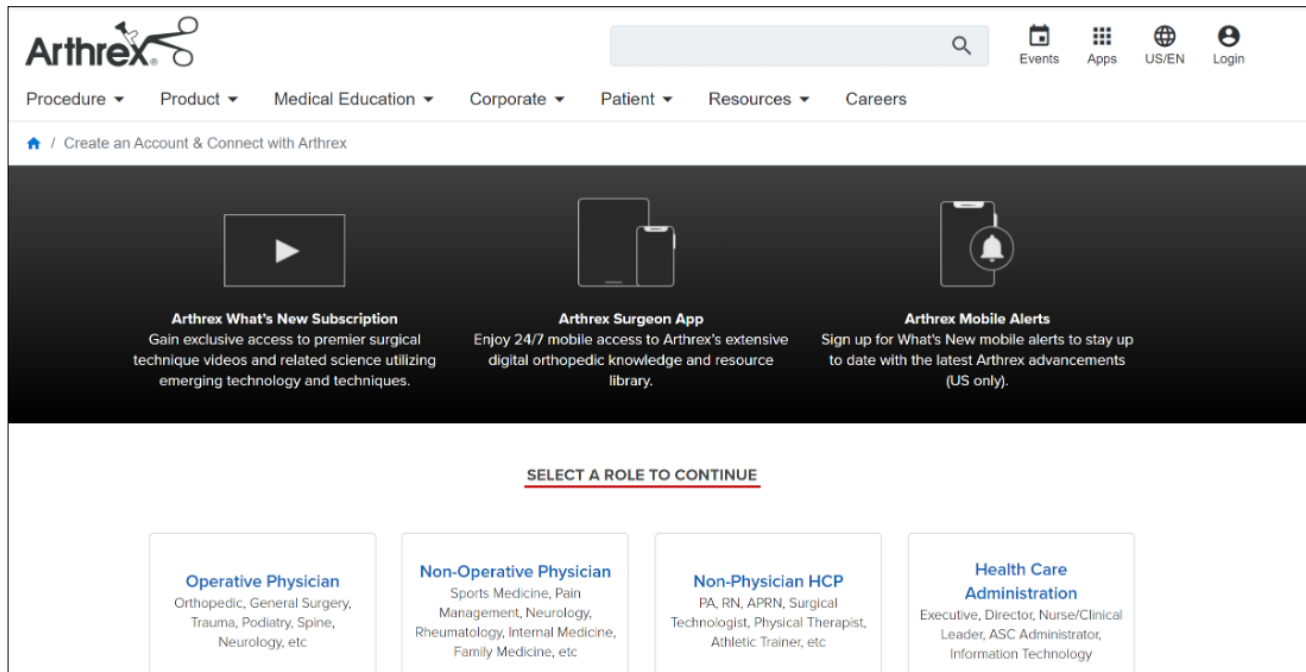 Arthrex®
Events
Apps
US/EN
Login
Procedure
Product
Medical Education
Corporate
Patient
Resources
Careers
/ Create an Account & Connect with Arthrex
Arthrex What's New Subscription
Gain exclusive access to premier surgical
technique videos and related science utilizing
emerging technology and techniques.
Arthrex Surgeon App
Enjoy 24/7 mobile access to Arthrex's extensive
digital orthopedic knowledge and resource
library.
Arthrex Mobile Alerts
Sign up for What's New mobile alerts to stay up
to date with the latest Arthrex advancements
(US only).
SELECT A ROLE TO CONTINUE
Operative Physician
Orthopedic, General Surgery,
Trauma, Podiatry, Spine,
Neurology, etc
Non-Operative Physician
Sports Medicine, Pain
Management, Neurology,
Rheumatology, Internal Medicine,
Family Medicine, etc
Non-Physician HCP
PA, RN, APRN, Surgical
Technologist, Physical Therapist,
Athletic Trainer, etc
Health Care
Administration
Executive, Director, Nurse/Clinical
Leader, ASC Administrator,
Information Technology